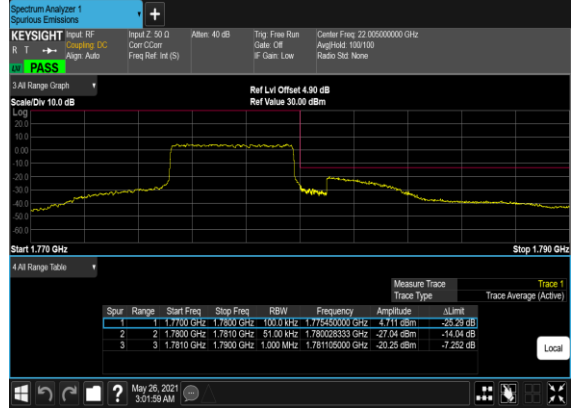 Spectrum Analyzer 1
Spurious Emissions
+
KEYSIGHT Input: RF Input Z: 50 Ω Atten: 40 dB Trig: Free Run Center Freq: 22.005000000 GHz
R T Coupling: DC Corr CCorr Gate: Off Avg|Hold: 100/100
Align: Auto Freq Ref: Int (S) IF Gain: Low Radio Std: None
PASS
3 All Range Graph
Ref Lvl Offset 4.90 dB
Scale/Div 10.0 dB Ref Value 30.00 dBm
Log
20.0
10.0
0.00
-10.0
-20.0
-30.0
-40.0
-50.0
-60.0
Start 1.770 GHz Stop 1.790 GHz
4 All Range Table
Measure Trace Trace 1
Trace Type Trace Average (Active)
Spur Range Start Freq Stop Freq RBW Frequency Amplitude ΔLimit
1 1 1.7700 GHz 1.7800 GHz 100.0 kHz 1.775450000 GHz 4.711 dBm -25.29 dB
2 2 1.7800 GHz 1.7810 GHz 51.00 kHz 1.780028333 GHz -27.04 dBm -14.04 dB
3 3 1.7810 GHz 1.7900 GHz 1.000 MHz 1.781105000 GHz -20.25 dBm -7.252 dB
Local
?
May 26, 2021
3:01:59 AM